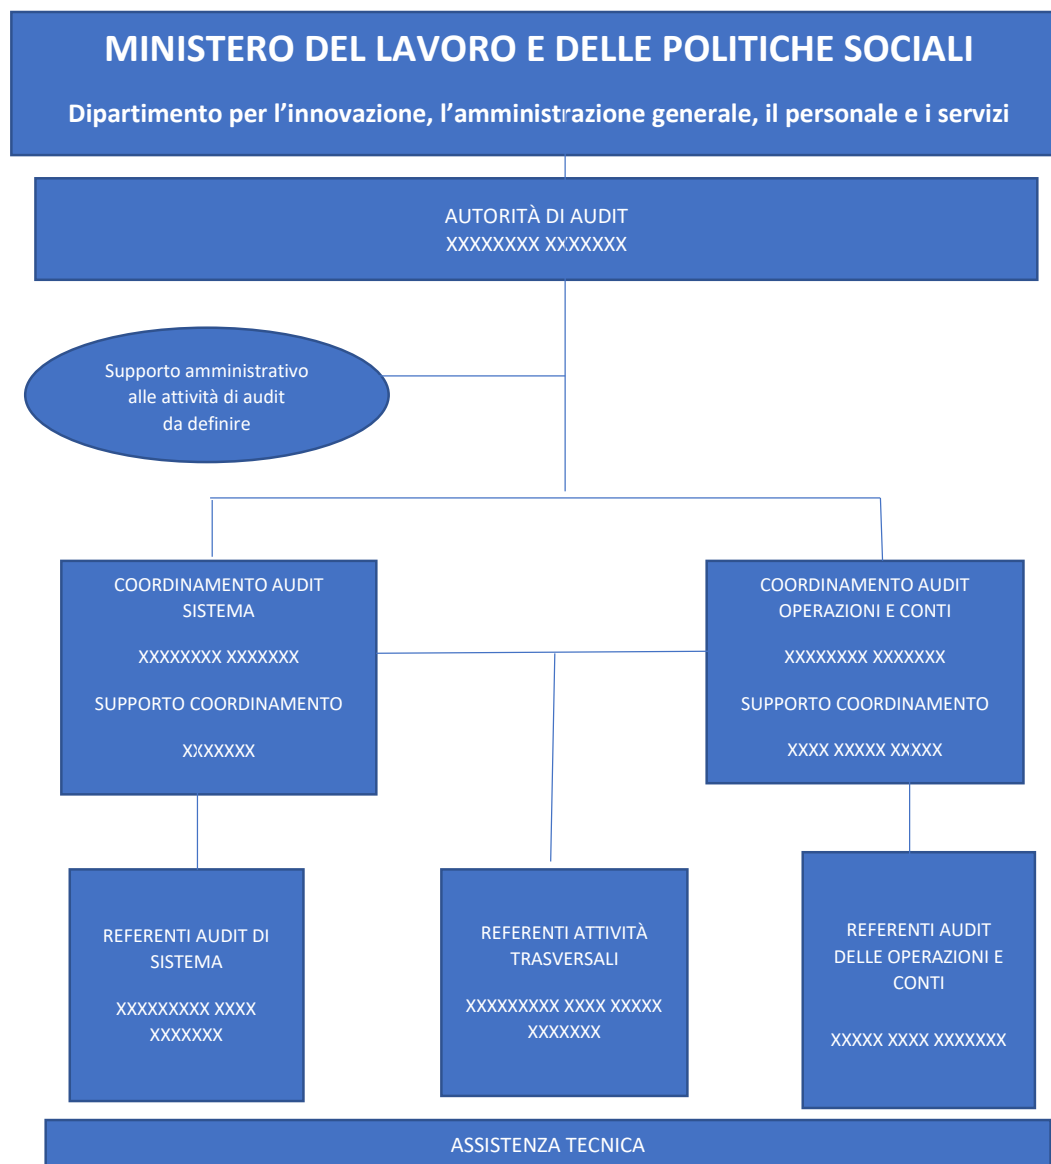 MINISTERO DEL LAVORO E DELLE POLITICHE SOCIALI
Dipartimento per l’innovazione, l’amministrazione generale, il personale e i servizi
AUTORITÀ DI AUDIT
XXXXXXXX XXXXXXX
Supporto amministrativo
alle attività di audit
da definire
COORDINAMENTO AUDIT
SISTEMA
XXXXXXXX XXXXXXX
SUPPORTO COORDINAMENTO
XXXXXXX
COORDINAMENTO AUDIT
OPERAZIONI E CONTI
XXXXXXXX XXXXXXX
SUPPORTO COORDINAMENTO
XXXX XXXXX XXXXX
REFERENTI AUDIT DI
SISTEMA
XXXXXXXXX XXXX
XXXXXXX
REFERENTI ATTIVITÀ
TRASVERSALI
XXXXXXXXX XXXX XXXXX
XXXXXXX
REFERENTI AUDIT
DELLE OPERAZIONI E
CONTI
XXXXX XXXX XXXXXXX
ASSISTENZA TECNICA